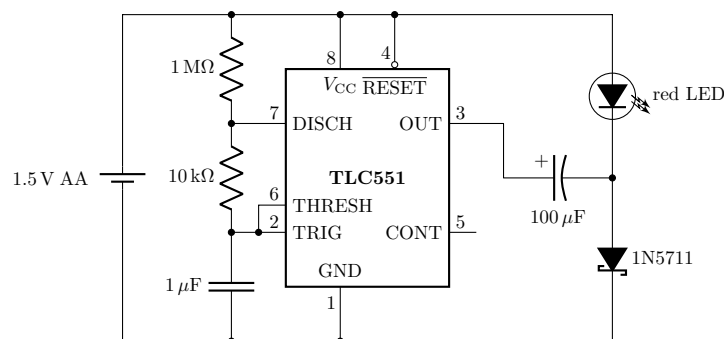 8
4
1 MΩ
V_CC RESET
red LED
7
DISCH
OUT
3
TLC551
1.5 V AA
10 kΩ
+
6
THRESH
2
TRIG
CONT
5
100 μF
1N5711
GND
1 μF
1